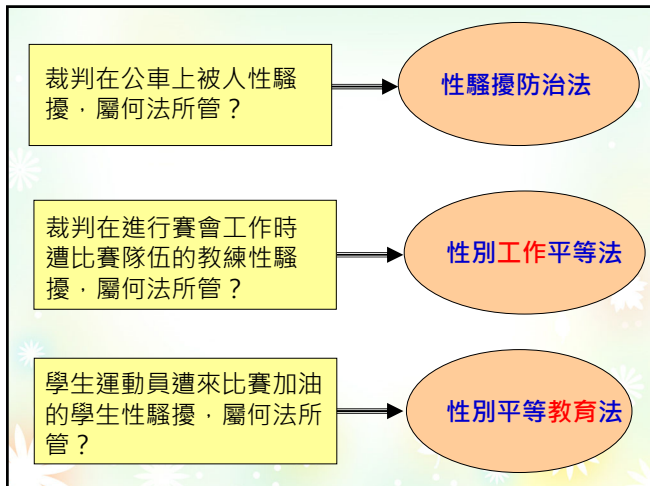 裁判在公車上被人性騷
擾，屬何法所管？
性騷擾防治法
裁判在進行賽會工作時
遭比賽隊伍的教練性騷
擾，屬何法所管？
性別工作平等法
學生運動員遭來比賽加油
的學生性騷擾，屬何法所
管？
性別平等教育法